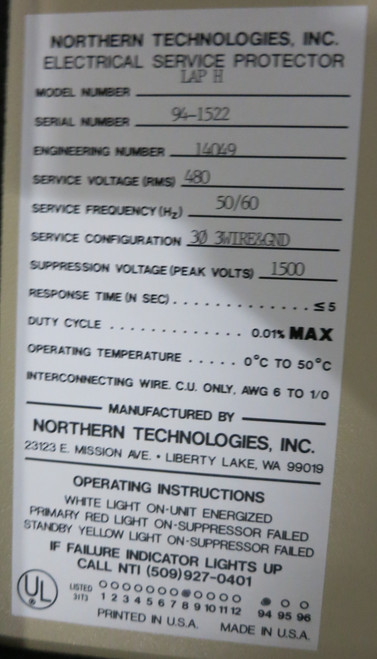 NORTHERN TECHNOLOGIES, INC.
ELECTRICAL SERVICE PROTECTOR
MODEL NUMBER LAP H
SERIAL NUMBER 94-1522
ENGINEERING NUMBER 14049
SERVICE VOLTAGE (RMS) 480
SERVICE FREQUENCY (Hz) 50/60
SERVICE CONFIGURATION 3Ø 3WIRE&GND
SUPPRESSION VOLTAGE (PEAK VOLTS) 1500
RESPONSE TIME (N SEC) . . . . . . . . . . . . . ≤5
DUTY CYCLE . . . . . . . . . . . . 0.01% MAX
OPERATING TEMPERATURE . . . . . 0°C TO 50°C
INTERCONNECTING WIRE. C.U. ONLY, AWG 6 TO 1/0
MANUFACTURED BY
NORTHERN TECHNOLOGIES, INC.
23123 E. MISSION AVE. • LIBERTY LAKE, WA 99019
OPERATING INSTRUCTIONS
WHITE LIGHT ON-UNIT ENERGIZED
PRIMARY RED LIGHT ON-SUPPRESSOR FAILED
STANDBY YELLOW LIGHT ON-SUPPRESSOR FAILED
IF FAILURE INDICATOR LIGHTS UP
CALL NTI (509)927-0401
UL LISTED 31T3
1 2 3 4 5 6 7 8 9 10 11 12 94 95 96
PRINTED IN U.S.A. MADE IN U.S.A.